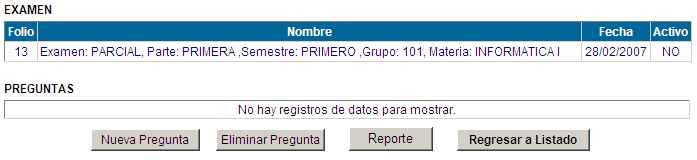 EXAMEN
Folio Nombre Fecha Activo
13 Examen: PARCIAL, Parte: PRIMERA ,Semestre: PRIMERO ,Grupo: 101, Materia: INFORMATICA I 28/02/2007 NO
PREGUNTAS
No hay registros de datos para mostrar.
Nueva Pregunta Eliminar Pregunta Reporte Regresar a Listado